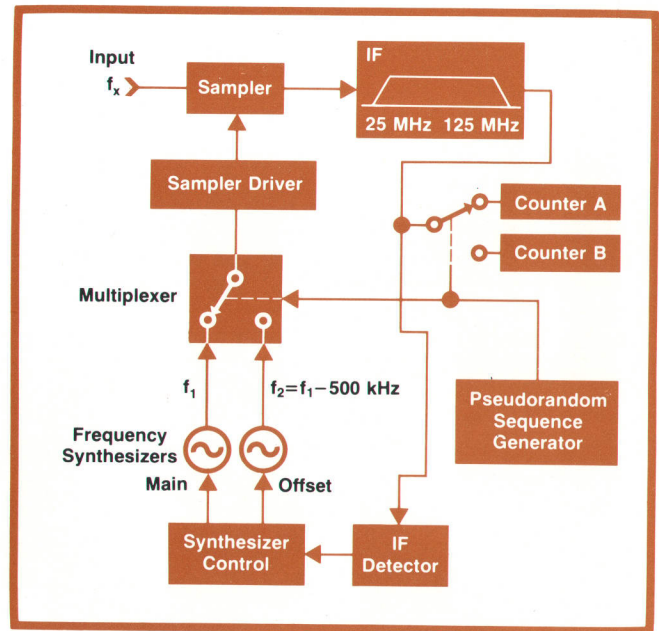 Input
fx
Sampler
IF
25 MHz 125 MHz
Sampler Driver
Counter A
Counter B
Multiplexer
f1
f2=f1−500 kHz
Pseudorandom
Sequence
Generator
Frequency
Synthesizers
Main
Offset
Synthesizer
Control
IF
Detector